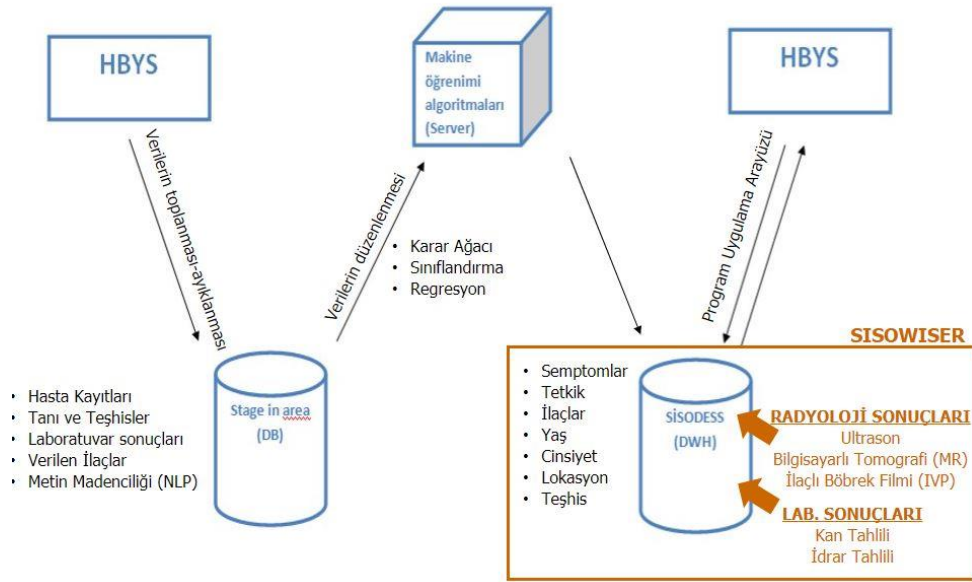 HBYS
Makine
öğrenimi
algoritmaları
(Server)
HBYS
Verilerin toplanması-ayıklanması
Verilerin düzenlenmesi
• Karar Ağacı
• Sınıflandırma
• Regresyon
Program Uygulama Arayüzü
• Hasta Kayıtları
• Tanı ve Teşhisler
• Laboratuvar sonuçları
• Verilen İlaçlar
• Metin Madenciliği (NLP)
Stage in area
(DB)
SISOWISER
• Semptomlar
• Tetkik
• İlaçlar
• Yaş
• Cinsiyet
• Lokasyon
• Teşhis
SİSODESS
(DWH)
RADYOLOJİ SONUÇLARI
Ultrason
Bilgisayarlı Tomografi (MR)
İlaçlı Böbrek Filmi (IVP)
LAB. SONUÇLARI
Kan Tahlili
İdrar Tahlili